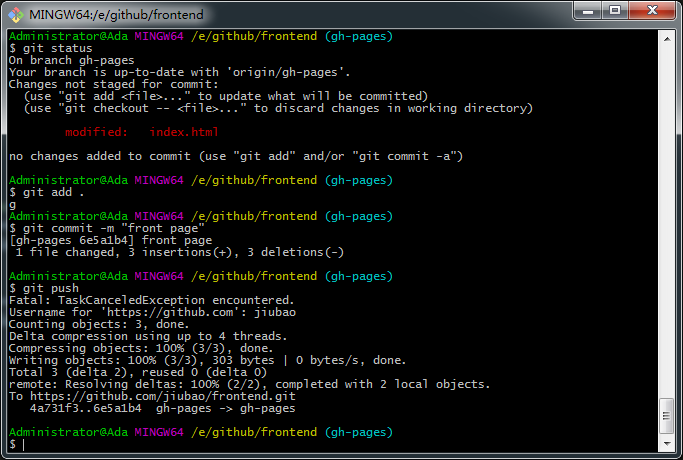 MINGW64:/e/github/frontend
Administrator@Ada MINGW64 /e/github/frontend (gh-pages)
$ git status
On branch gh-pages
Your branch is up-to-date with 'origin/gh-pages'.
Changes not staged for commit:
  (use "git add <file>..." to update what will be committed)
  (use "git checkout -- <file>..." to discard changes in working directory)

        modified:   index.html

no changes added to commit (use "git add" and/or "git commit -a")

Administrator@Ada MINGW64 /e/github/frontend (gh-pages)
$ git add .
g
Administrator@Ada MINGW64 /e/github/frontend (gh-pages)
$ git commit -m "front page"
[gh-pages 6e5a1b4] front page
 1 file changed, 3 insertions(+), 3 deletions(-)

Administrator@Ada MINGW64 /e/github/frontend (gh-pages)
$ git push
Fatal: TaskCanceledException encountered.
Username for 'https://github.com': jiubao
Counting objects: 3, done.
Delta compression using up to 4 threads.
Compressing objects: 100% (3/3), done.
Writing objects: 100% (3/3), 303 bytes | 0 bytes/s, done.
Total 3 (delta 2), reused 0 (delta 0)
remote: Resolving deltas: 100% (2/2), completed with 2 local objects.
To https://github.com/jiubao/frontend.git
   4a731f3..6e5a1b4  gh-pages -> gh-pages

Administrator@Ada MINGW64 /e/github/frontend (gh-pages)
$